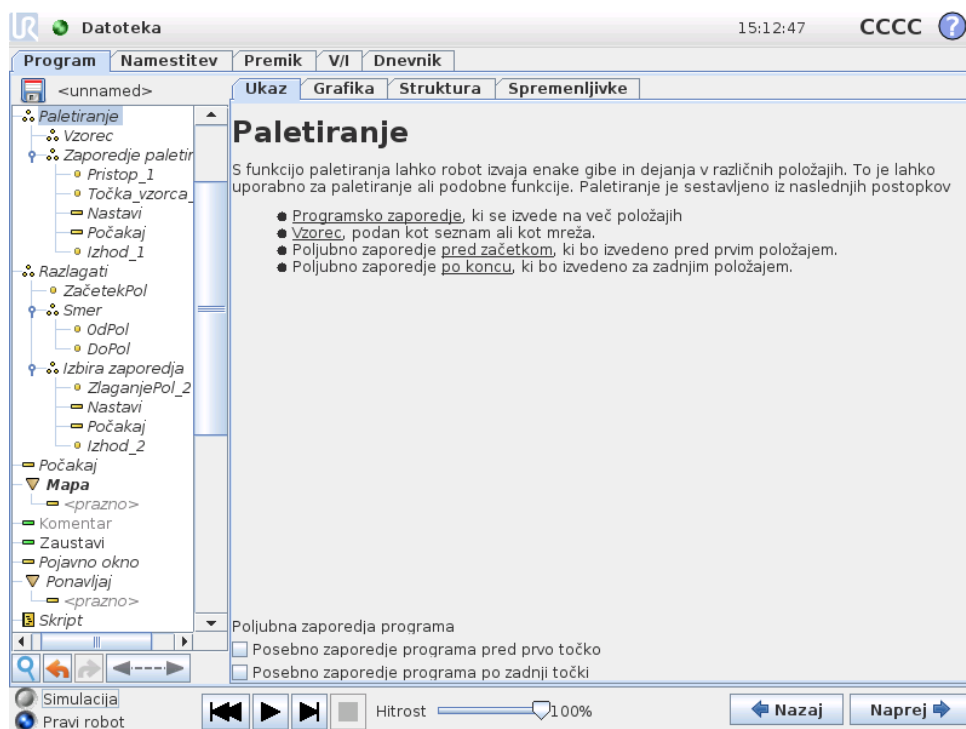 UR Datoteka 15:12:47 CCCC ?
Program Namestitev Premik V/I Dnevnik
<unnamed>
Ukaz Grafika Struktura Spremenljivke
Paletiranje
Vzorec
Zaporedje paletir
Pristop_1
Točka_vzorca_
Nastavi
Počakaj
Izhod_1
Razlagati
ZačetekPol
Smer
OdPol
DoPol
Izbira zaporedja
ZlaganjePol_2
Nastavi
Počakaj
Izhod_2
Počakaj
Mapa
<prazno>
Komentar
Zaustavi
Pojavno okno
Ponavljaj
<prazno>
Skript
Paletiranje
S funkcijo paletiranja lahko robot izvaja enake gibe in dejanja v različnih položajih. To je lahko
uporabno za paletiranje ali podobne funkcije. Paletiranje je sestavljeno iz naslednjih postopkov
Programsko zaporedje, ki se izvede na več položajih
Vzorec, podan kot seznam ali kot mreža.
Poljubno zaporedje pred začetkom, ki bo izvedeno pred prvim položajem.
Poljubno zaporedje po koncu, ki bo izvedeno za zadnjim položajem.
Poljubna zaporedja programa
Posebno zaporedje programa pred prvo točko
Posebno zaporedje programa po zadnji točki
Simulacija
Pravi robot
Hitrost 100%
Nazaj Naprej